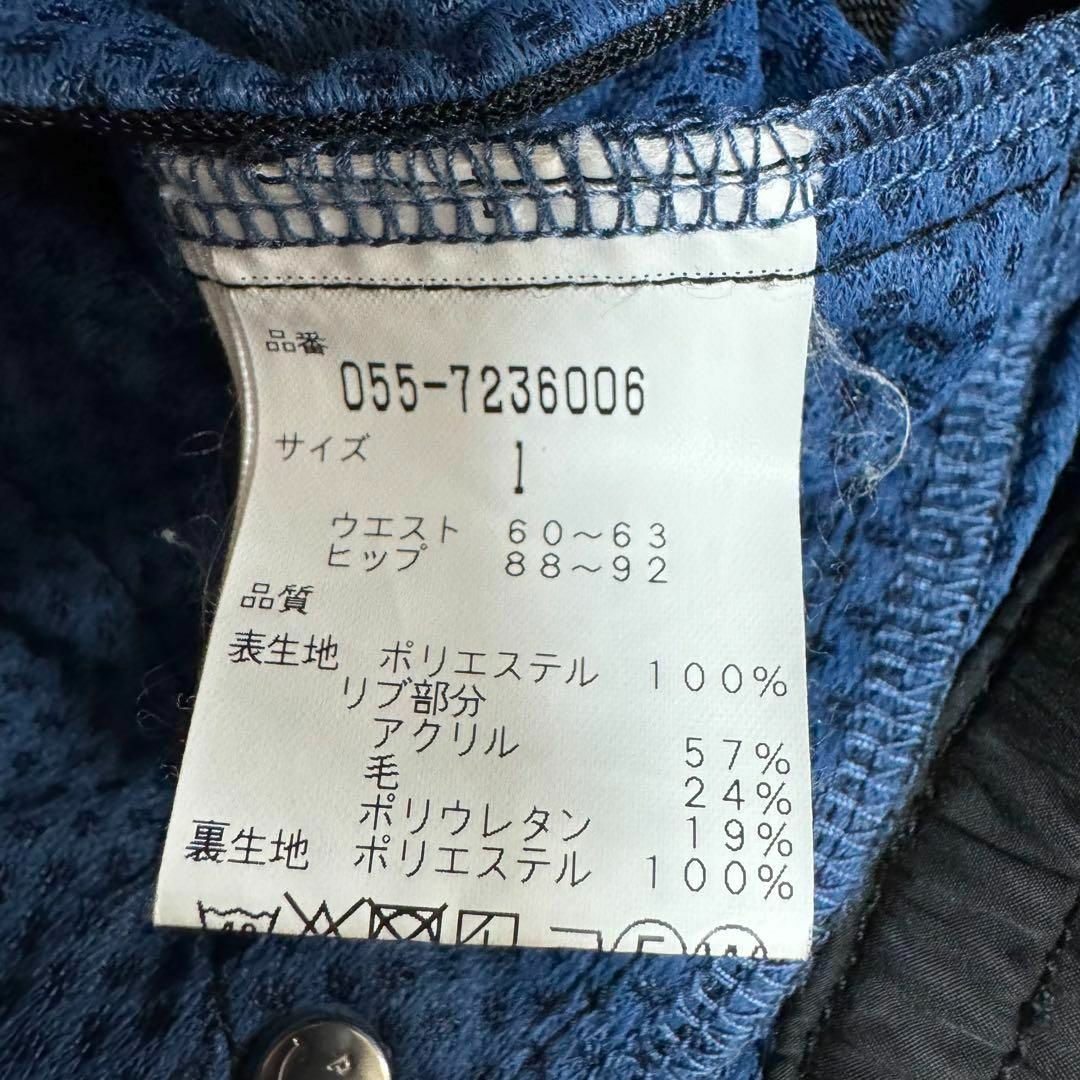 品番
055-7236006
サイズ
1
ウエスト 60～63
ヒップ 88～92
品質
表生地 ポリエステル 100%
リブ部分
アクリル 57%
毛 24%
ポリウレタン 19%
裏生地 ポリエステル 100%